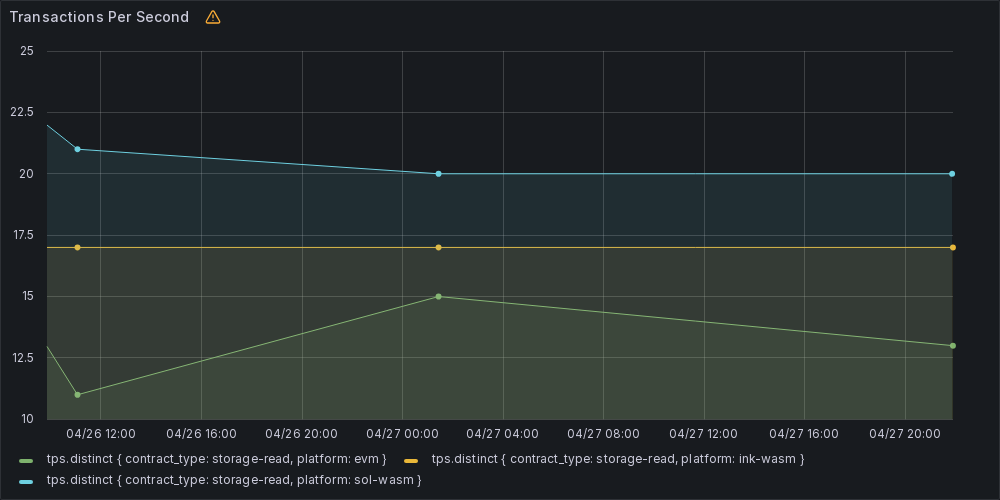 Transactions Per Second
25
22.5
20
17.5
15
12.5
10
04/26 12:00 04/26 16:00 04/26 20:00 04/27 00:00 04/27 04:00 04/27 08:00 04/27 12:00 04/27 16:00 04/27 20:00
tps.distinct { contract_type: storage-read, platform: evm } tps.distinct { contract_type: storage-read, platform: ink-wasm }
tps.distinct { contract_type: storage-read, platform: sol-wasm }